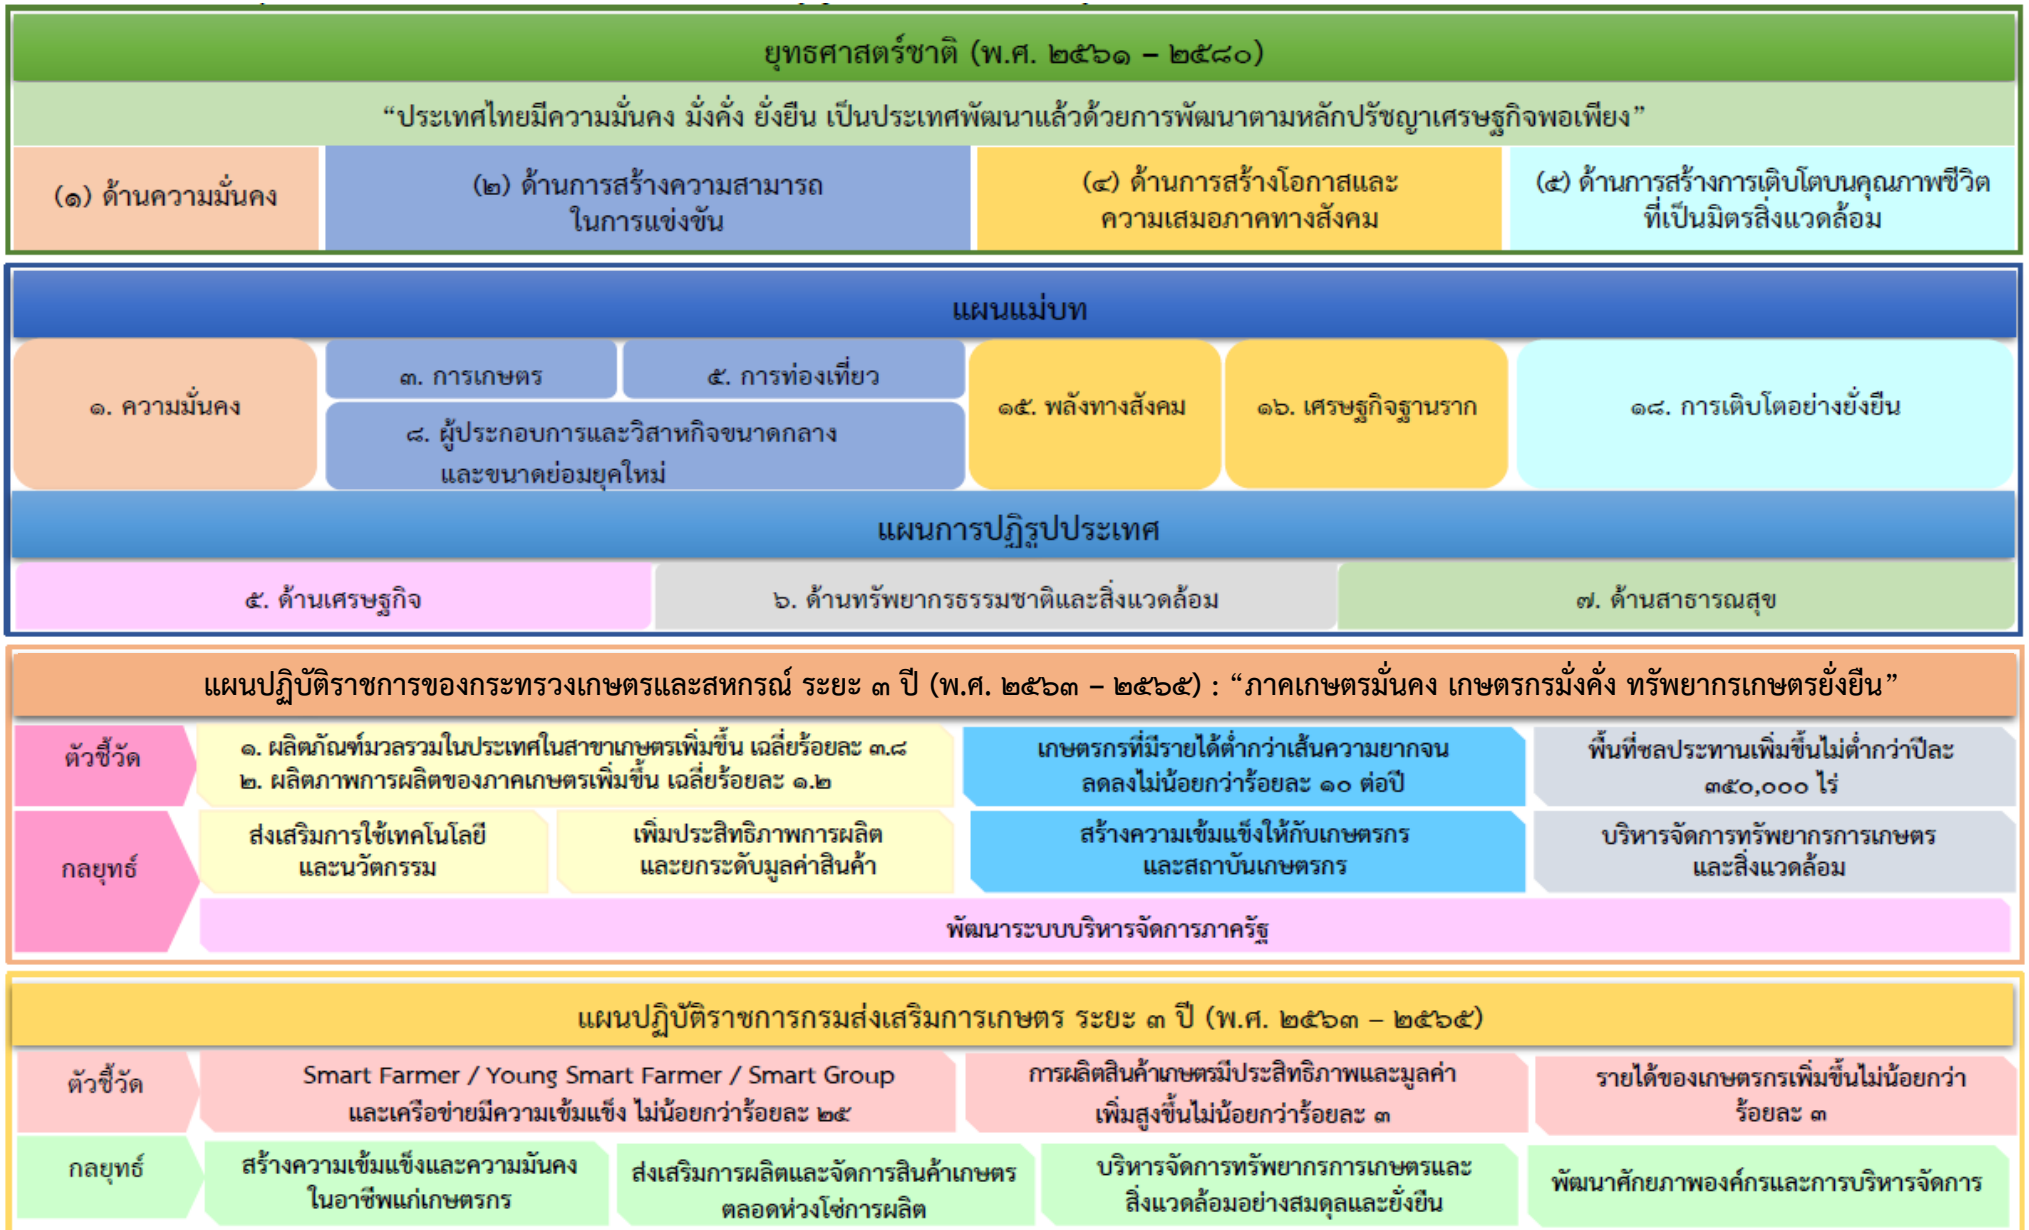 ยุทธศาสตร์ชาติ (พ.ศ. ๒๕๖๑ – ๒๕๘๐)
“ประเทศไทยมีความมั่นคง มั่งคั่ง ยั่งยืน เป็นประเทศพัฒนาแล้วด้วยการพัฒนาตามหลักปรัชญาเศรษฐกิจพอเพียง”
(๑) ด้านความมั่นคง
(๒) ด้านการสร้างความสามารถ
ในการแข่งขัน
(๔) ด้านการสร้างโอกาสและ
ความเสมอภาคทางสังคม
(๕) ด้านการสร้างการเติบโตบนคุณภาพชีวิต
ที่เป็นมิตรสิ่งแวดล้อม
แผนแม่บท
๑. ความมั่นคง
๓. การเกษตร
๕. การท่องเที่ยว
๘. ผู้ประกอบการและวิสาหกิจขนาดกลาง
และขนาดย่อมยุคใหม่
๑๕. พลังทางสังคม
๑๖. เศรษฐกิจฐานราก
๑๘. การเติบโตอย่างยั่งยืน
แผนการปฏิรูปประเทศ
๕. ด้านเศรษฐกิจ
๖. ด้านทรัพยากรธรรมชาติและสิ่งแวดล้อม
๗. ด้านสาธารณสุข
แผนปฏิบัติราชการของกระทรวงเกษตรและสหกรณ์ ระยะ ๓ ปี (พ.ศ. ๒๕๖๓ – ๒๕๖๕) : “ภาคเกษตรมั่นคง เกษตรกรมั่งคั่ง ทรัพยากรเกษตรยั่งยืน”
ตัวชี้วัด
๑. ผลิตภัณฑ์มวลรวมในประเทศในสาขาเกษตรเพิ่มขึ้น เฉลี่ยร้อยละ ๓.๘
๒. ผลิตภาพการผลิตของภาคเกษตรเพิ่มขึ้น เฉลี่ยร้อยละ ๑.๒
เกษตรกรที่มีรายได้ต่ำกว่าเส้นความยากจน
ลดลงไม่น้อยกว่าร้อยละ ๑๐ ต่อปี
พื้นที่ชลประทานเพิ่มขึ้นไม่ต่ำกว่าปีละ
๓๕๐,๐๐๐ ไร่
กลยุทธ์
ส่งเสริมการใช้เทคโนโลยี
และนวัตกรรม
เพิ่มประสิทธิภาพการผลิต
และยกระดับมูลค่าสินค้า
สร้างความเข้มแข็งให้กับเกษตรกร
และสถาบันเกษตรกร
บริหารจัดการทรัพยากรการเกษตร
และสิ่งแวดล้อม
พัฒนาระบบบริหารจัดการภาครัฐ
แผนปฏิบัติราชการกรมส่งเสริมการเกษตร ระยะ ๓ ปี (พ.ศ. ๒๕๖๓ – ๒๕๖๕)
ตัวชี้วัด
Smart Farmer / Young Smart Farmer / Smart Group
และเครือข่ายมีความเข้มแข็ง ไม่น้อยกว่าร้อยละ ๒๕
การผลิตสินค้าเกษตรมีประสิทธิภาพและมูลค่า
เพิ่มสูงขึ้นไม่น้อยกว่าร้อยละ ๓
รายได้ของเกษตรกรเพิ่มขึ้นไม่น้อยกว่า
ร้อยละ ๓
กลยุทธ์
สร้างความเข้มแข็งและความมันคง
ในอาชีพแก่เกษตรกร
ส่งเสริมการผลิตและจัดการสินค้าเกษตร
ตลอดห่วงโซ่การผลิต
บริหารจัดการทรัพยากรการเกษตรและ
สิ่งแวดล้อมอย่างสมดุลและยั่งยืน
พัฒนาศักยภาพองค์กรและการบริหารจัดการ